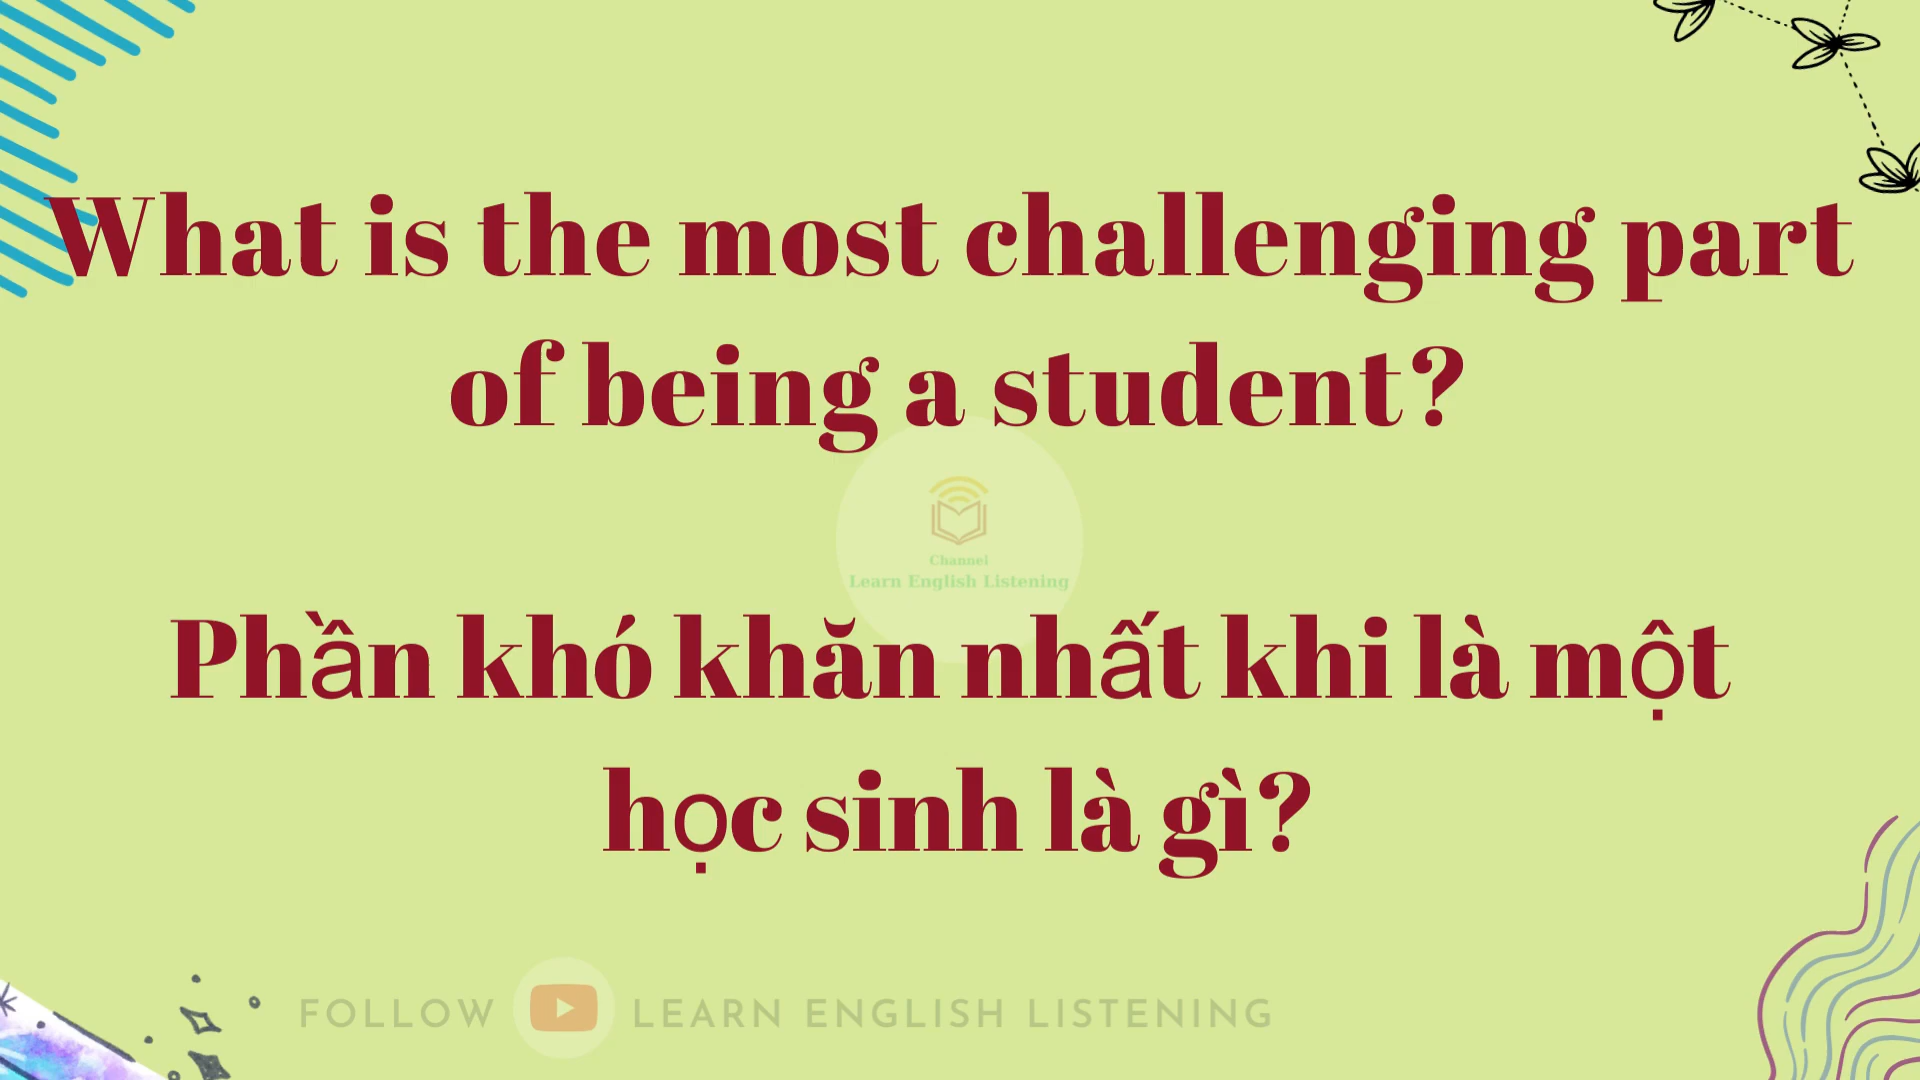 What is the most challenging part
of being a student?
Channel
Learn English Listening
Phần khó khăn nhất khi là một
học sinh là gì?
FOLLOW LEARN ENGLISH LISTENING